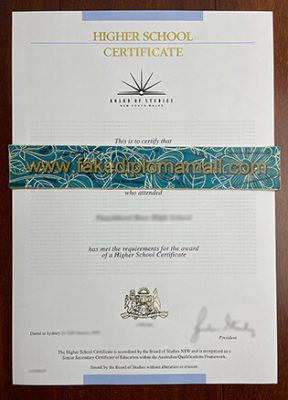 HIGHER SCHOOL
CERTIFICATE
BOARD OF STUDIES
NEW SOUTH WALES
This is to certify that
www.fakediplomamall.com
who attended
has met the requirements for the award
of a Higher School Certificate
Dated at Sydney
President
The Higher School Certificate is accredited by the Board of Studies NSW and is recognised as a
Senior Secondary Certificate of Education within the Australian Qualifications Framework.
Issued by the Board of Studies without alteration or erasure.